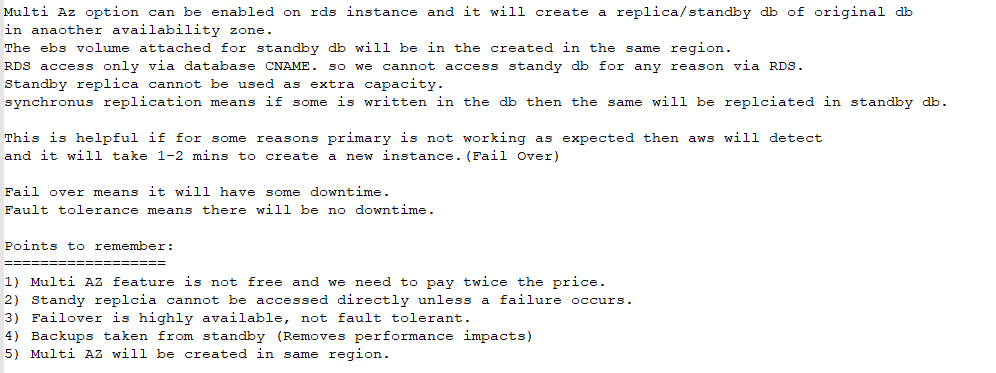 Multi Az option can be enabled on rds instance and it will create a replica/standby db of original db
in anaother availability zone.
The ebs volume attached for standby db will be in the created in the same region.
RDS access only via database CNAME. so we cannot access standy db for any reason via RDS.
Standby replica cannot be used as extra capacity.
synchronus replication means if some is written in the db then the same will be replciated in standby db.
This is helpful if for some reasons primary is not working as expected then aws will detect
and it will take 1-2 mins to create a new instance.(Fail Over)
Fail over means it will have some downtime.
Fault tolerance means there will be no downtime.
Points to remember:
==================
1) Multi AZ feature is not free and we need to pay twice the price.
2) Standy replcia cannot be accessed directly unless a failure occurs.
3) Failover is highly available, not fault tolerant.
4) Backups taken from standby (Removes performance impacts)
5) Multi AZ will be created in same region.